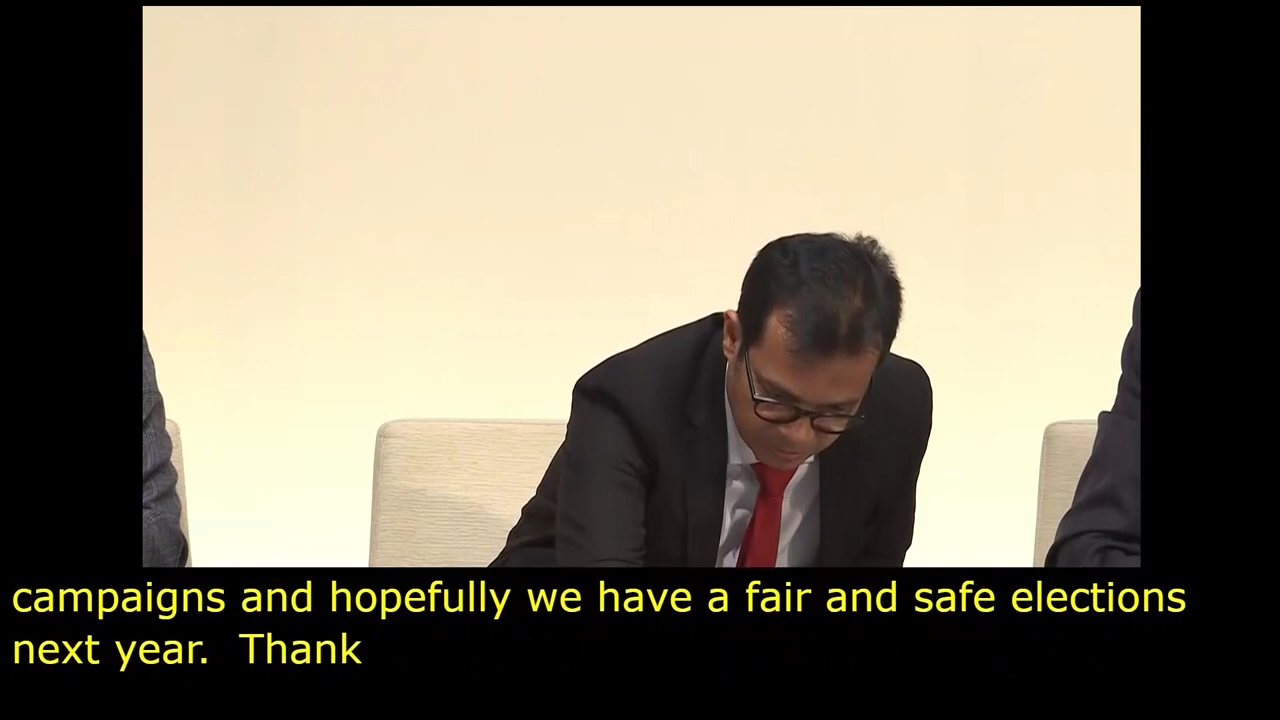 campaigns and hopefully we have a fair and safe elections
next year.  Thank